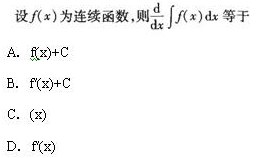 设f(x)为连续函数,则d/dx∫f(x)dx等于
A. f(x)+C
B. f'(x)+C
C. (x)
D. f'(x)